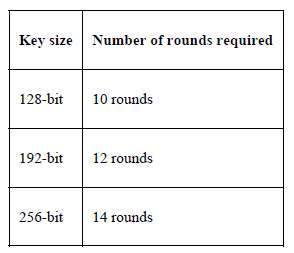 Key size Number of rounds required
128-bit 10 rounds
192-bit 12 rounds
256-bit 14 rounds